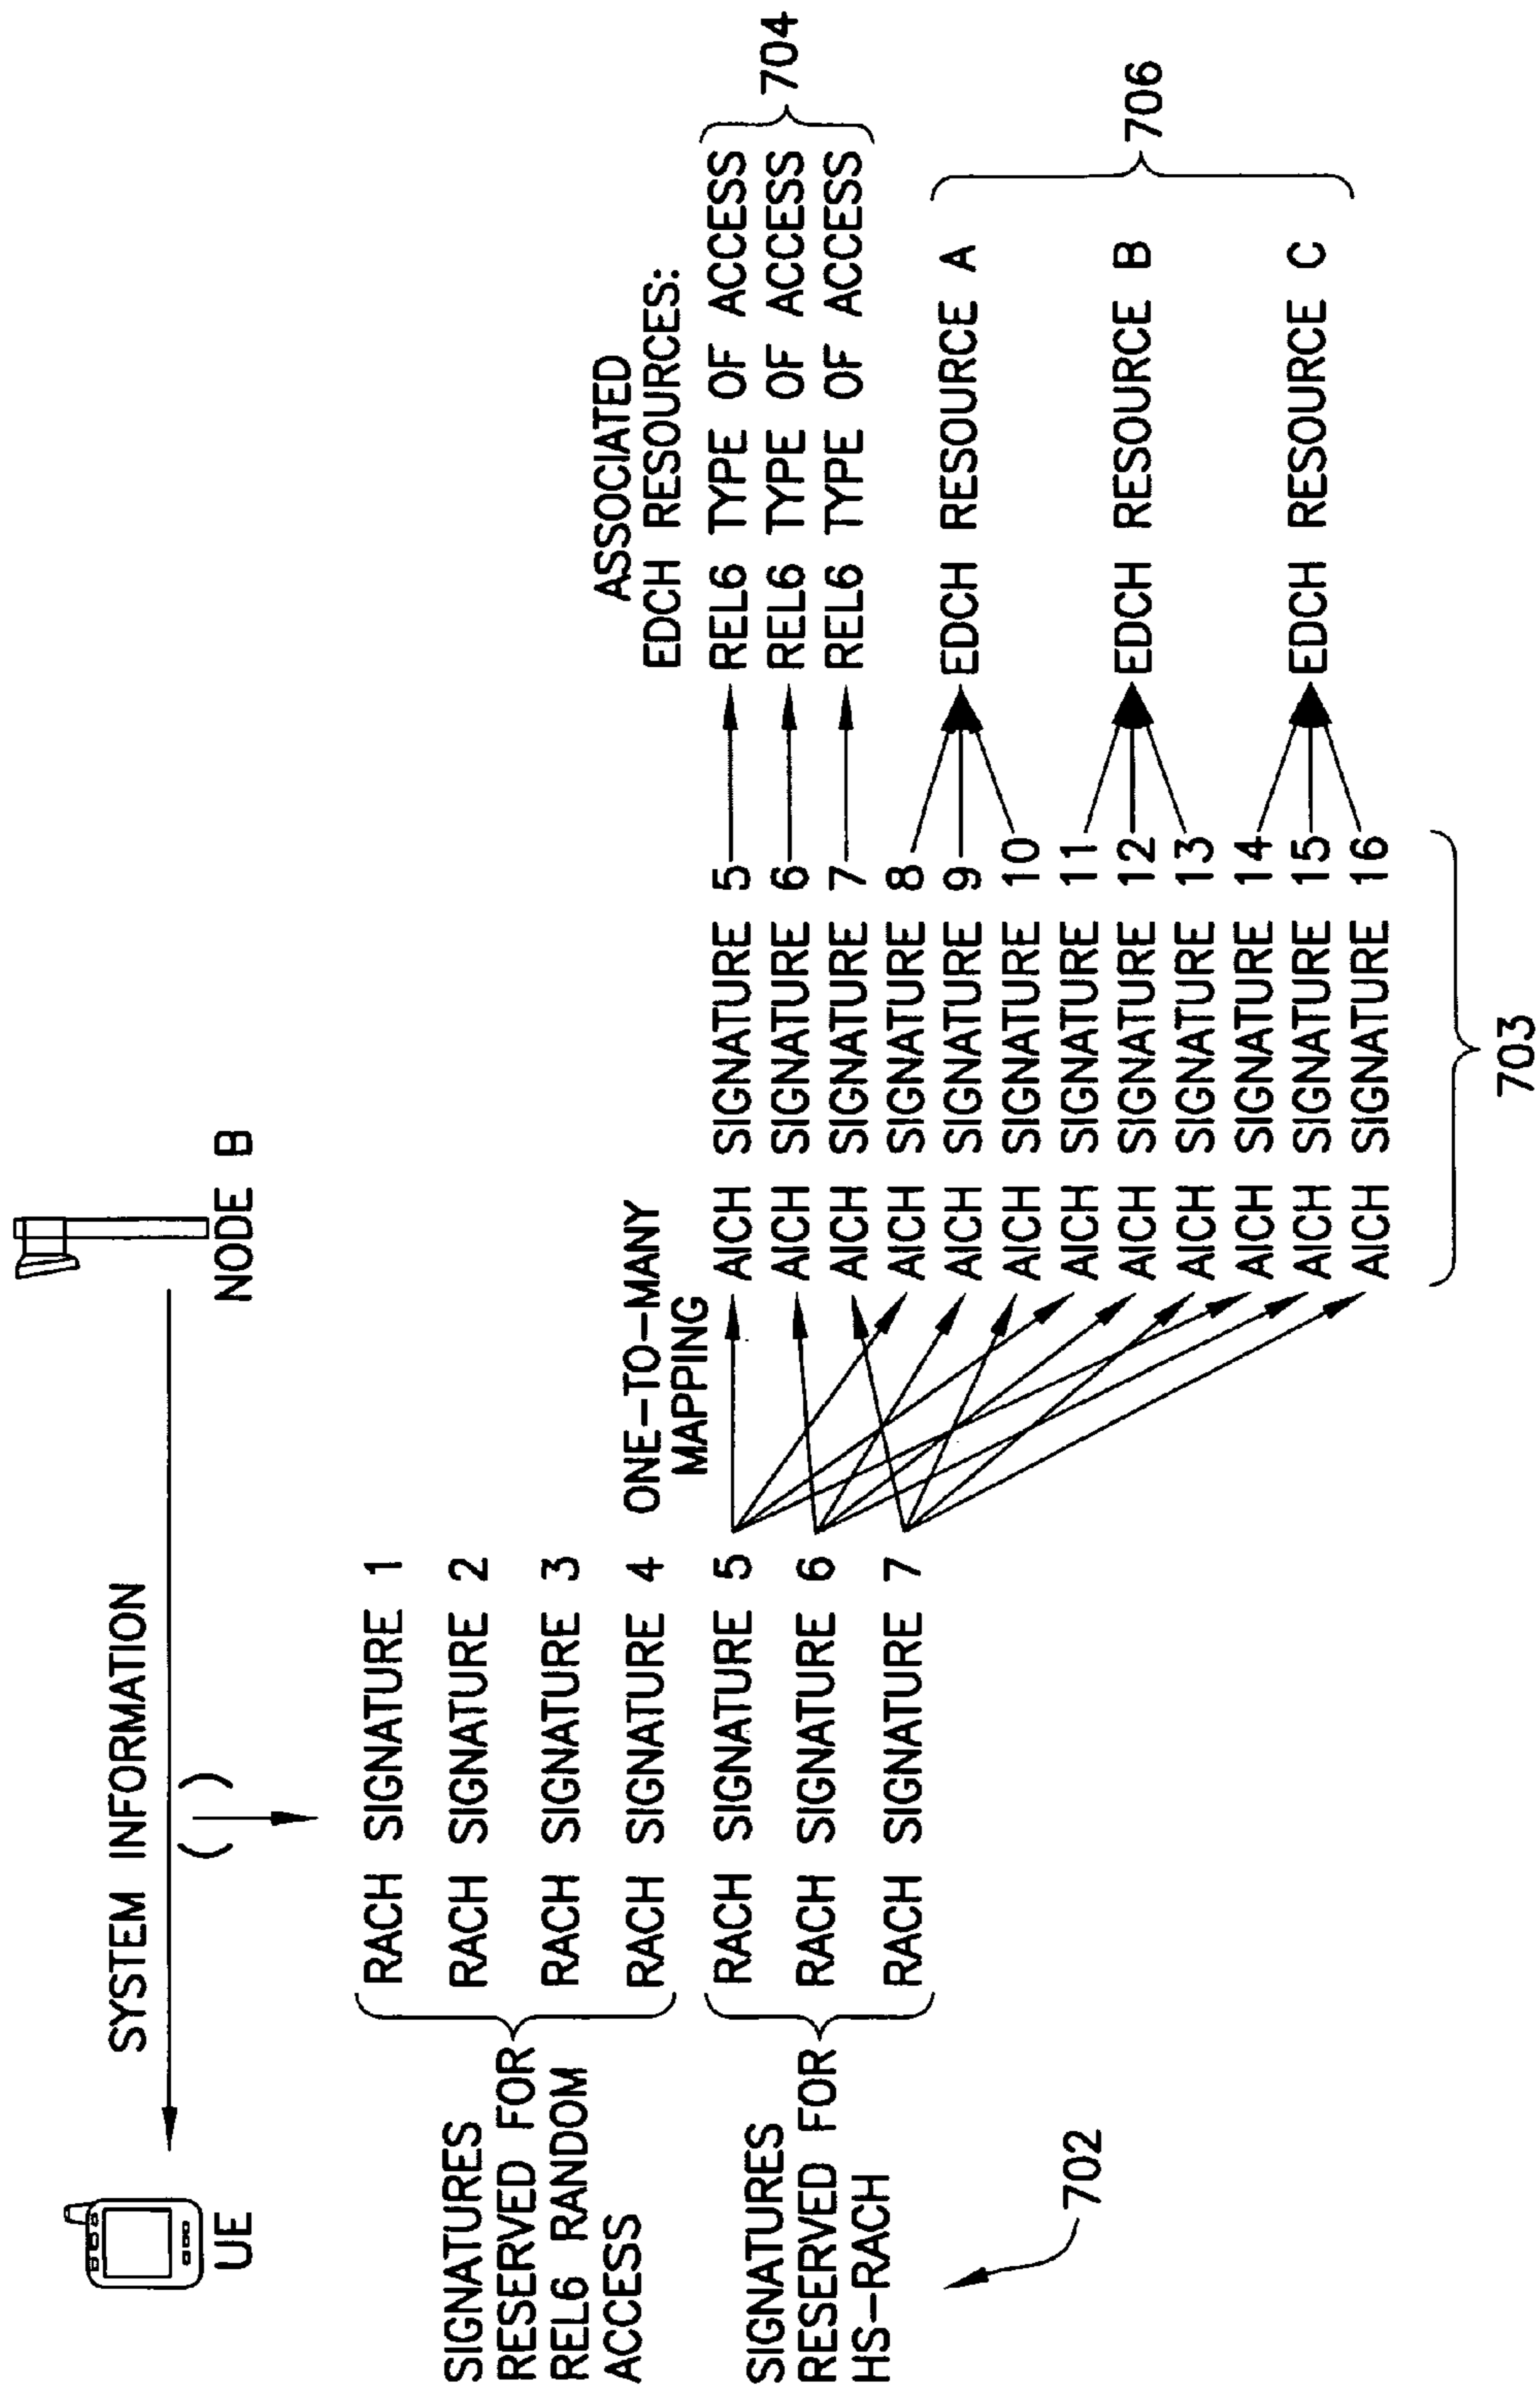 SYSTEM INFORMATION
UE
NODE B
( )
SIGNATURES
RESERVED FOR
REL6 RANDOM
ACCESS
RACH SIGNATURE 1
RACH SIGNATURE 2
RACH SIGNATURE 3
RACH SIGNATURE 4
SIGNATURES
RESERVED FOR
HS-RACH
RACH SIGNATURE 5
RACH SIGNATURE 6
RACH SIGNATURE 7
702
ONE-TO-MANY
MAPPING
AICH SIGNATURE 5
AICH SIGNATURE 6
AICH SIGNATURE 7
AICH SIGNATURE 8
AICH SIGNATURE 9
AICH SIGNATURE 10
AICH SIGNATURE 11
AICH SIGNATURE 12
AICH SIGNATURE 13
AICH SIGNATURE 14
AICH SIGNATURE 15
AICH SIGNATURE 16
703
ASSOCIATED
EDCH RESOURCES:
REL6 TYPE OF ACCESS
REL6 TYPE OF ACCESS
REL6 TYPE OF ACCESS
704
EDCH RESOURCE A
EDCH RESOURCE B
EDCH RESOURCE C
706